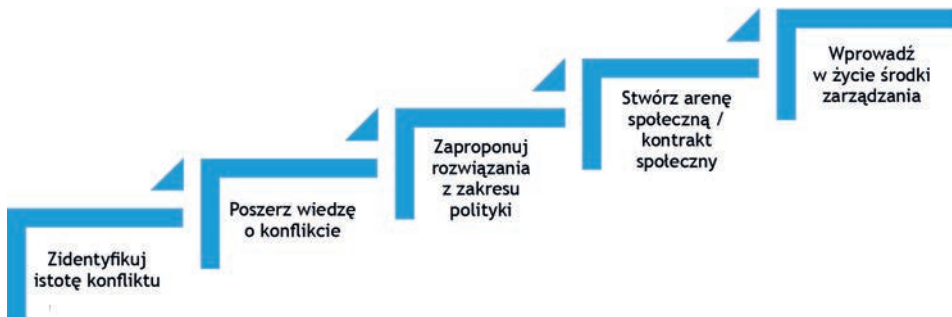 Zidentyfikuj
istotę konfliktu
Poszerz wiedzę
o konflikcie
Zaproponuj
rozwiązania
z zakresu
polityki
Stwórz arenę
społeczną /
kontrakt
społeczny
Wprowadź
w życie środki
zarządzania